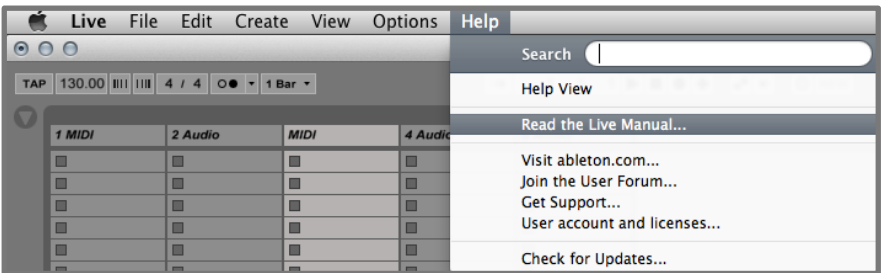 Live File Edit Create View Options Help
Search
TAP 130.00 4 / 4 1 Bar
Help View
Read the Live Manual...
1 MIDI 2 Audio MIDI 4 Audio
Visit ableton.com...
Join the User Forum...
Get Support...
User account and licenses...
Check for Updates...